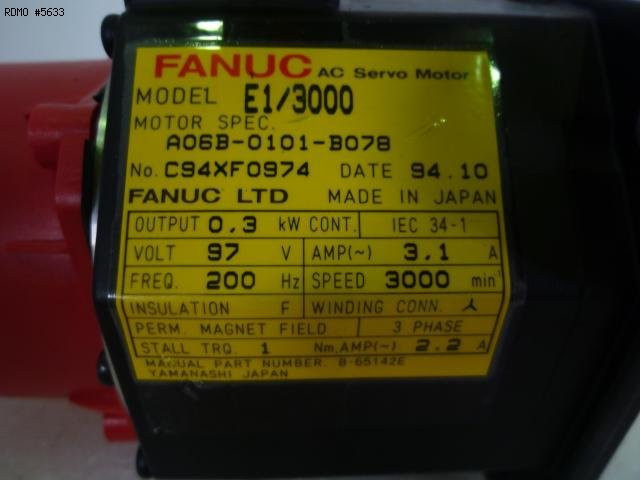 RDMO #5633
FANUC AC Servo Motor
MODEL E1/3000
MOTOR SPEC.
A06B-0101-B078
No. C94XF0974 DATE 94.10
FANUC LTD MADE IN JAPAN
OUTPUT 0.3 kW CONT. IEC 34-1
VOLT 97 V AMP(~) 3.1 A
FREQ. 200 Hz SPEED 3000 min⁻¹
INSULATION F WINDING CONN.
PERM. MAGNET FIELD 3 PHASE
STALL TRQ. 1 Nm, AMP(~) 2.2 A
MANUAL PART NUMBER. B-65142E
YAMANASHI JAPAN